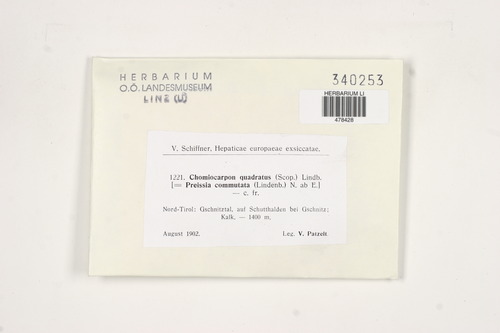 HERBARIUM
O.Ö. LANDESMUSEUM
LINZ (LI)
340253
HERBARIUM LI
478428
V. Schiffner, Hepaticae europaeae exsiccatae.
1221. Chomiocarpon quadratus (Scop.) Lindb.
[= Preissia commutata (Lindenb.) N. ab E.]
— c. fr.
Nord-Tirol: Gschnitztal, auf Schutthalden bei Gschnitz;
Kalk. — 1400 m.
August 1902.
Leg. V. Patzelt